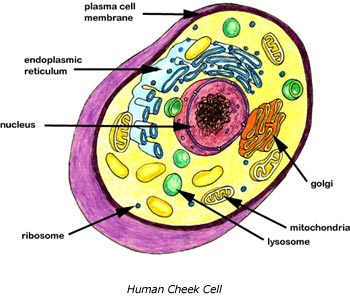 plasma cell
membrane
endoplasmic
reticulum
nucleus
golgi
mitochondria
lysosome
ribosome
Human Cheek Cell